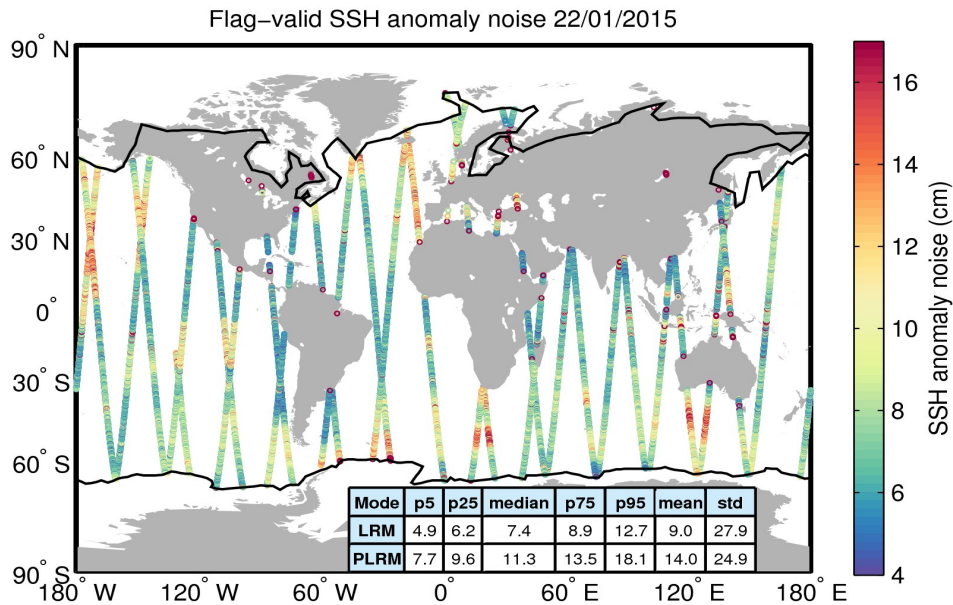 Flag−valid SSH anomaly noise 22/01/2015
90° N
60° N
30° N
0°
30° S
60° S
90° S
180° W
120° W
60° W
0°
60° E
120° E
180° E
Mode p5 p25 median p75 p95 mean std
LRM 4.9 6.2 7.4 8.9 12.7 9.0 27.9
PLRM 7.7 9.6 11.3 13.5 18.1 14.0 24.9
16
14
12
10
8
6
4
SSH anomaly noise (cm)